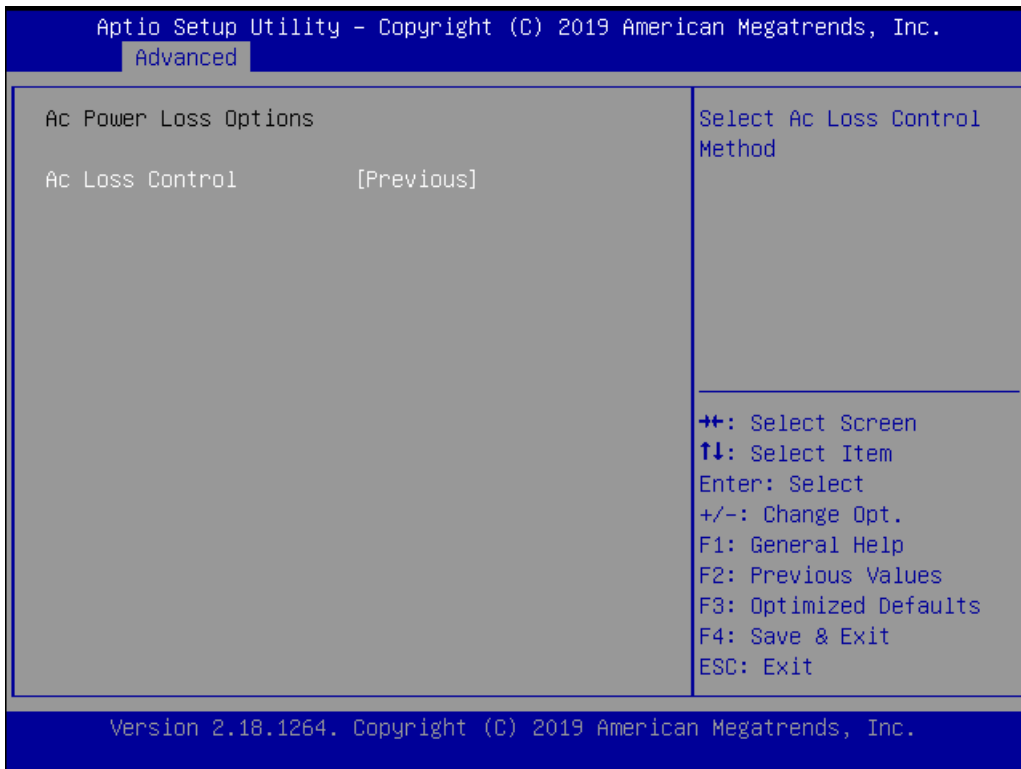 Aptio Setup Utility – Copyright (C) 2019 American Megatrends, Inc.
Advanced
Ac Power Loss Options
Ac Loss Control [Previous]
Select Ac Loss Control
Method
→←: Select Screen
↑↓: Select Item
Enter: Select
+/-: Change Opt.
F1: General Help
F2: Previous Values
F3: Optimized Defaults
F4: Save & Exit
ESC: Exit
Version 2.18.1264. Copyright (C) 2019 American Megatrends, Inc.